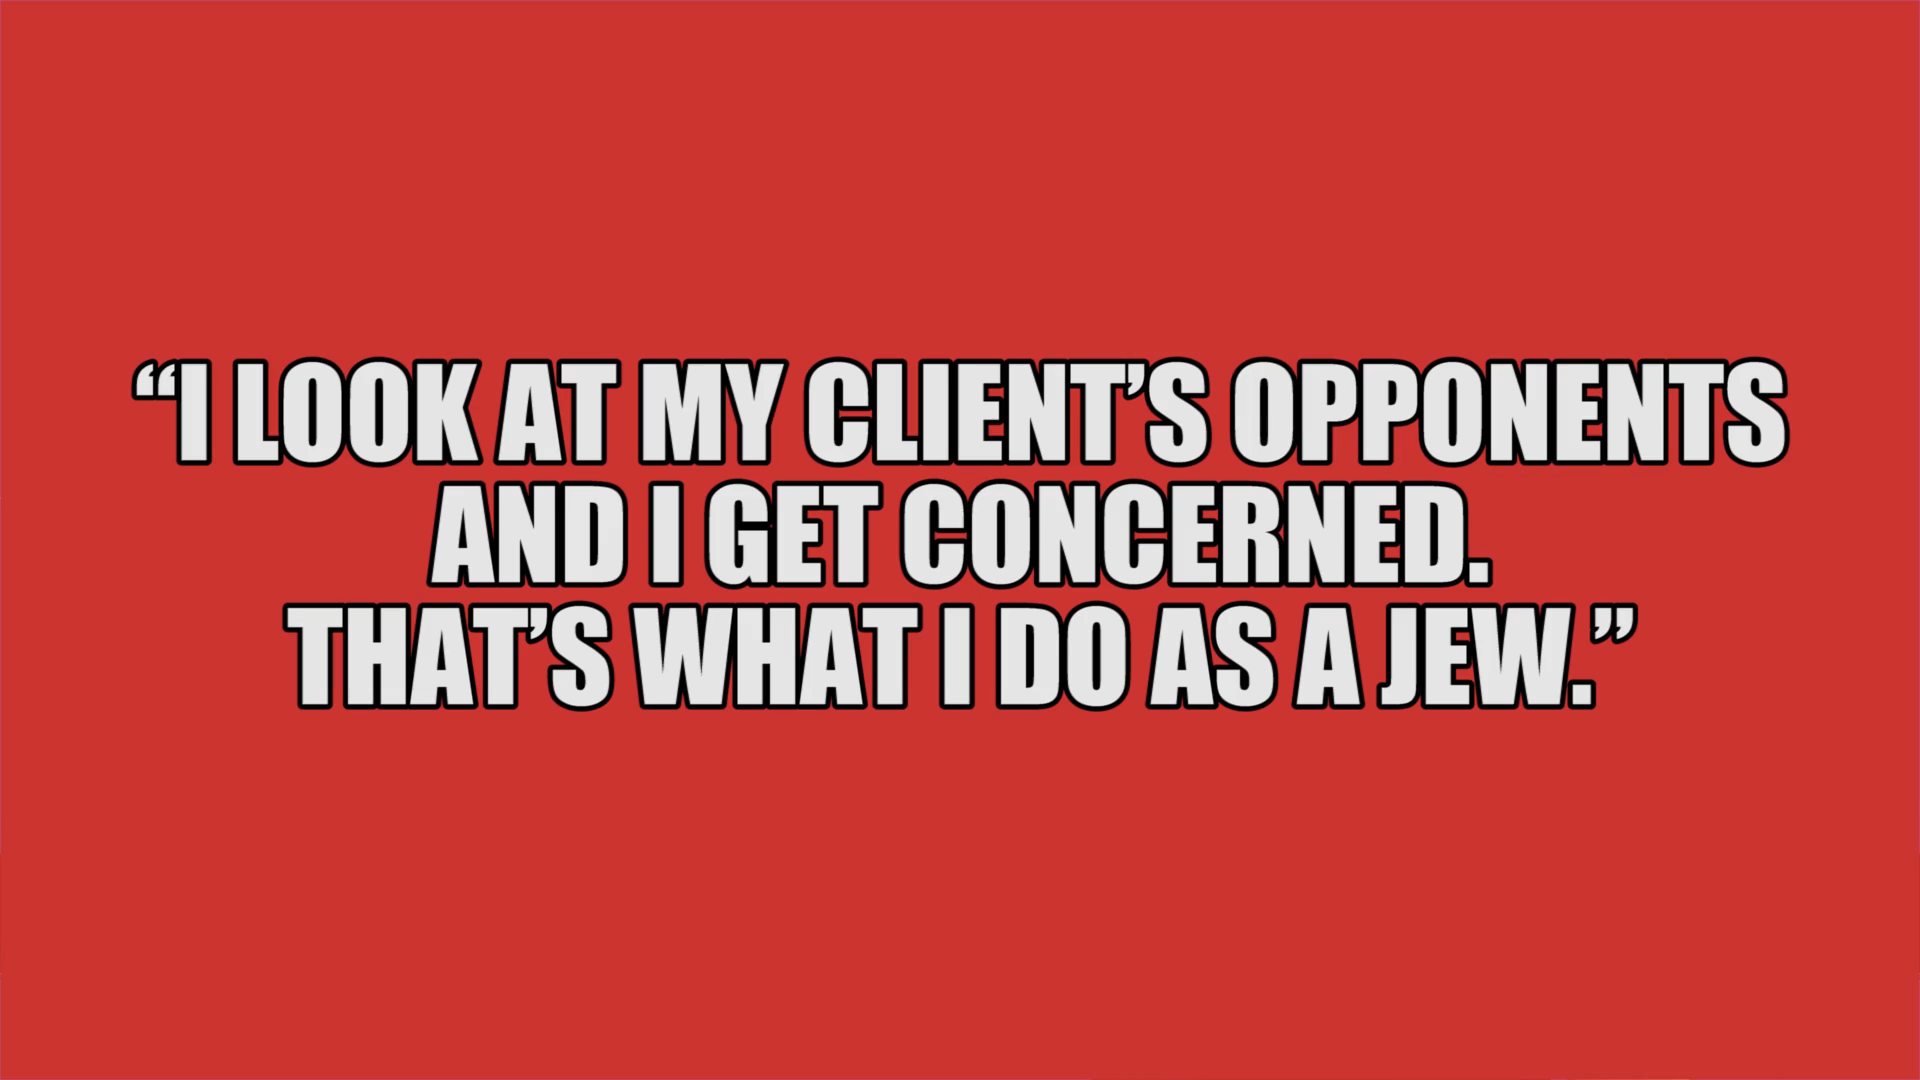 “I LOOK AT MY CLIENT’S OPPONENTS
AND I GET CONCERNED.
THAT’S WHAT I DO AS A JEW.”